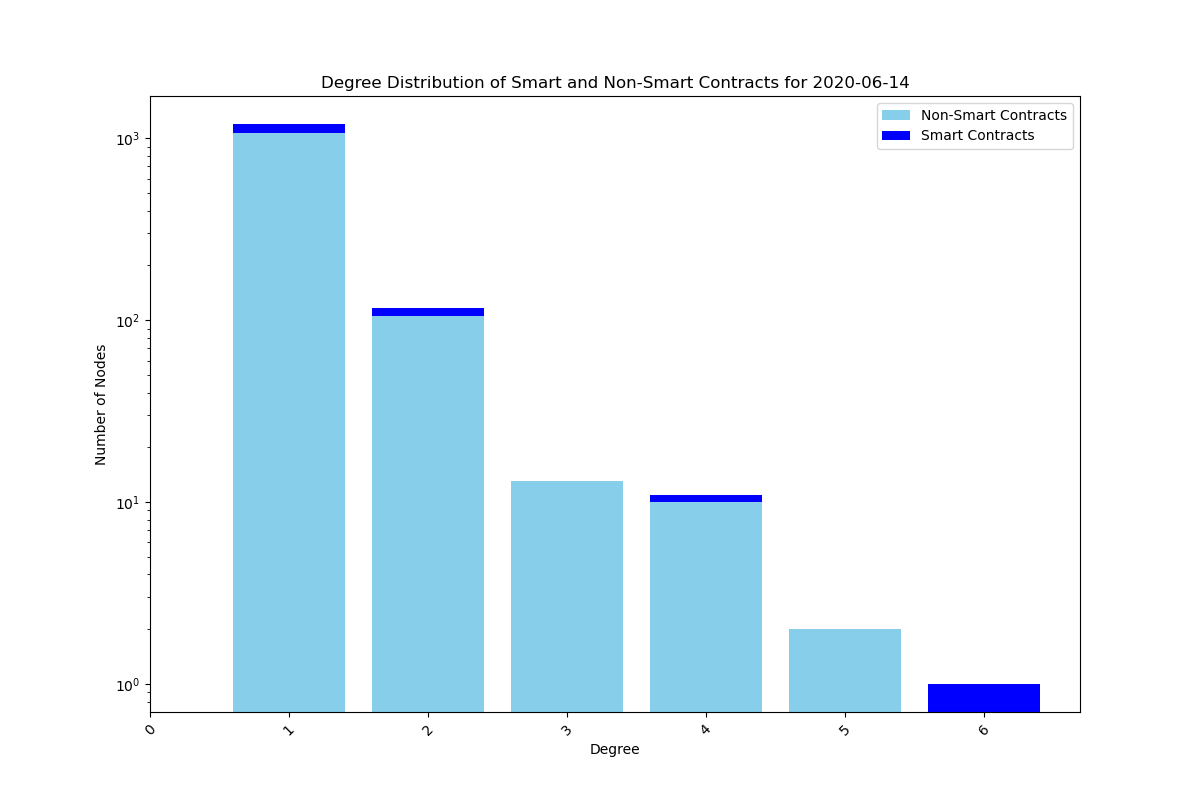 Degree Distribution of Smart and Non-Smart Contracts for 2020-06-14
Non-Smart Contracts
Smart Contracts
Number of Nodes
10³
10²
10¹
10⁰
0 1 2 3 4 5 6
Degree